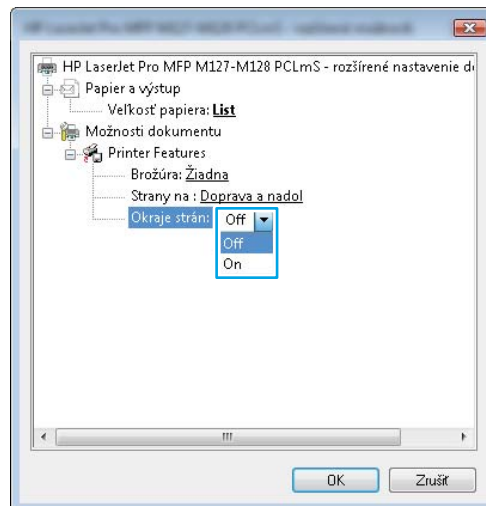 HP LaserJet Pro MFP M127-M128 PCLmS - rozšírené nastavenie d
Papier a výstup
Veľkosť papiera: List
Možnosti dokumentu
Printer Features
Brožúra: Žiadna
Strany na : Doprava a nadol
Okraje strán: Off
Off
On
OK Zrušiť